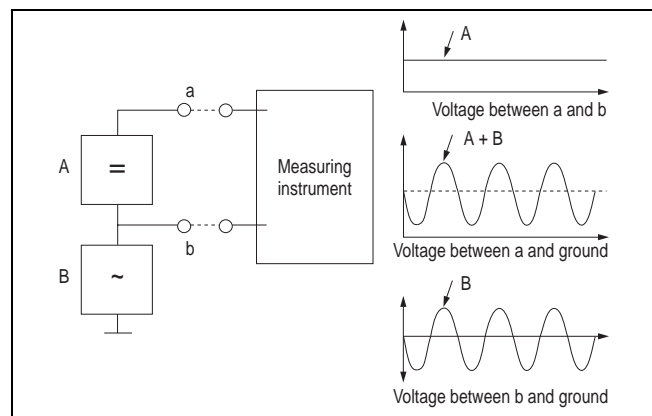 a
A
=
Measuring
instrument
b
B
~
A
Voltage between a and b
A + B
Voltage between a and ground
B
Voltage between b and ground